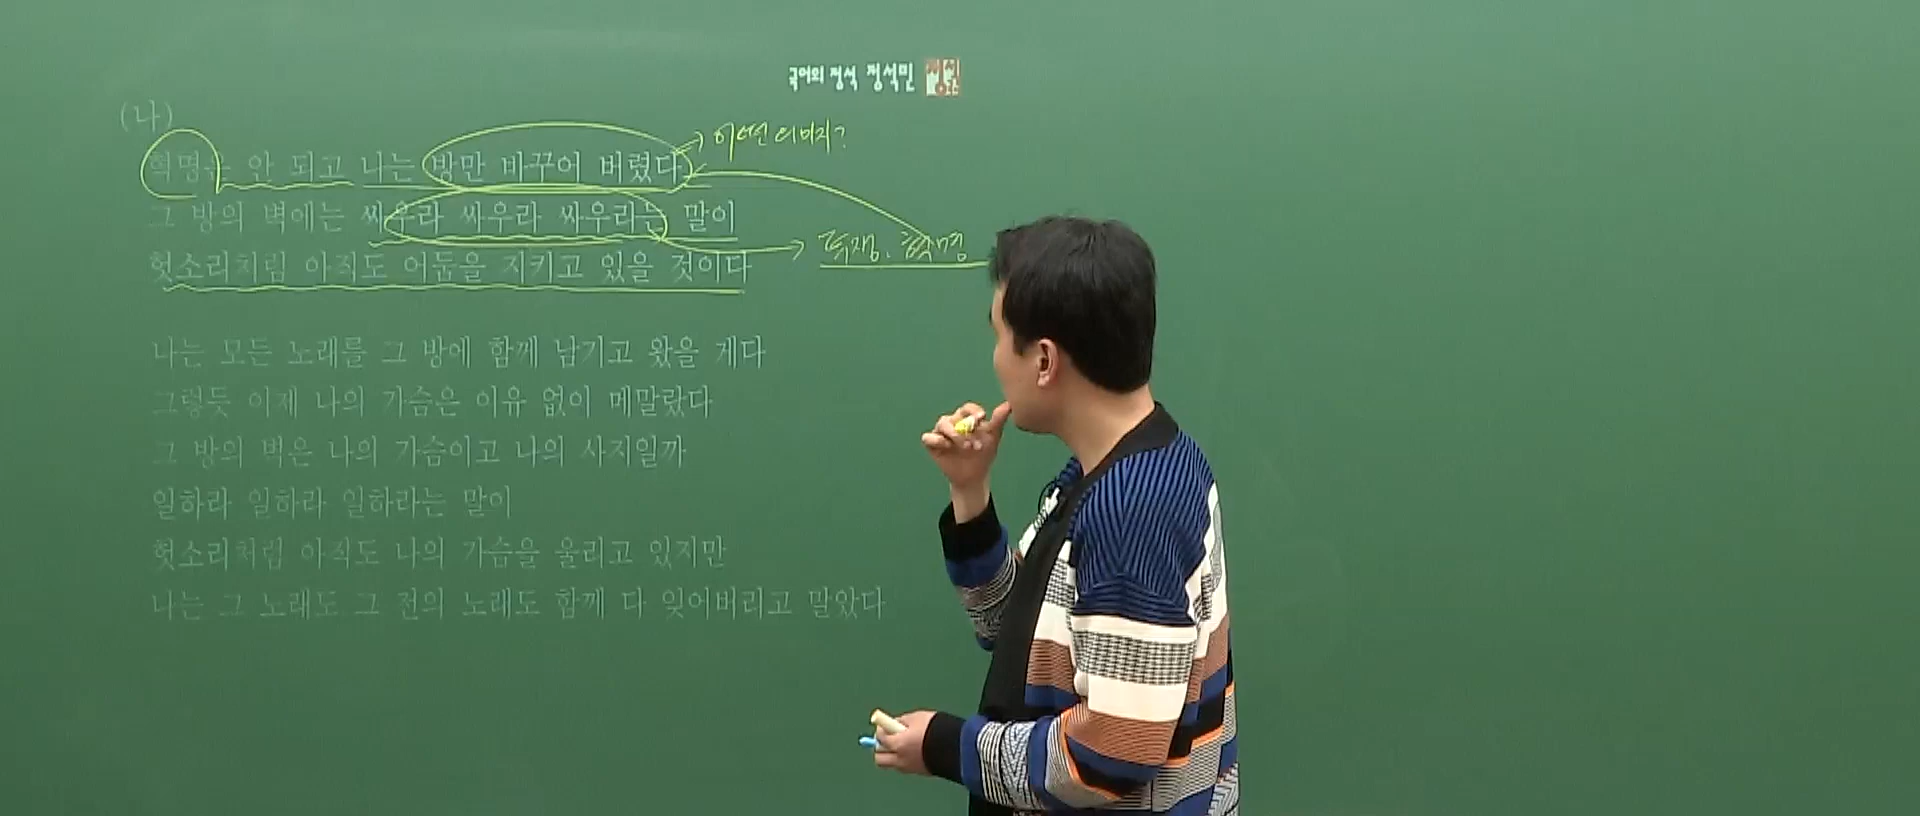 국어의 정석 정석민
(나)
어떤 이미지?
혁명은 안 되고 나는 방만 바꾸어 버렸다
그 방의 벽에는 싸우라 싸우라 싸우라는 말이
투쟁, 혁명
헛소리처럼 아직도 어둠을 지키고 있을 것이다
나는 모든 노래를 그 방에 함께 남기고 왔을 게다
그렇듯 이제 나의 가슴은 이유 없이 메말랐다
그 방의 벽은 나의 가슴이고 나의 사지일까
일하라 일하라 일하라는 말이
헛소리처럼 아직도 나의 가슴을 울리고 있지만
나는 그 노래도 그 전의 노래도 함께 다 잊어버리고 말았다